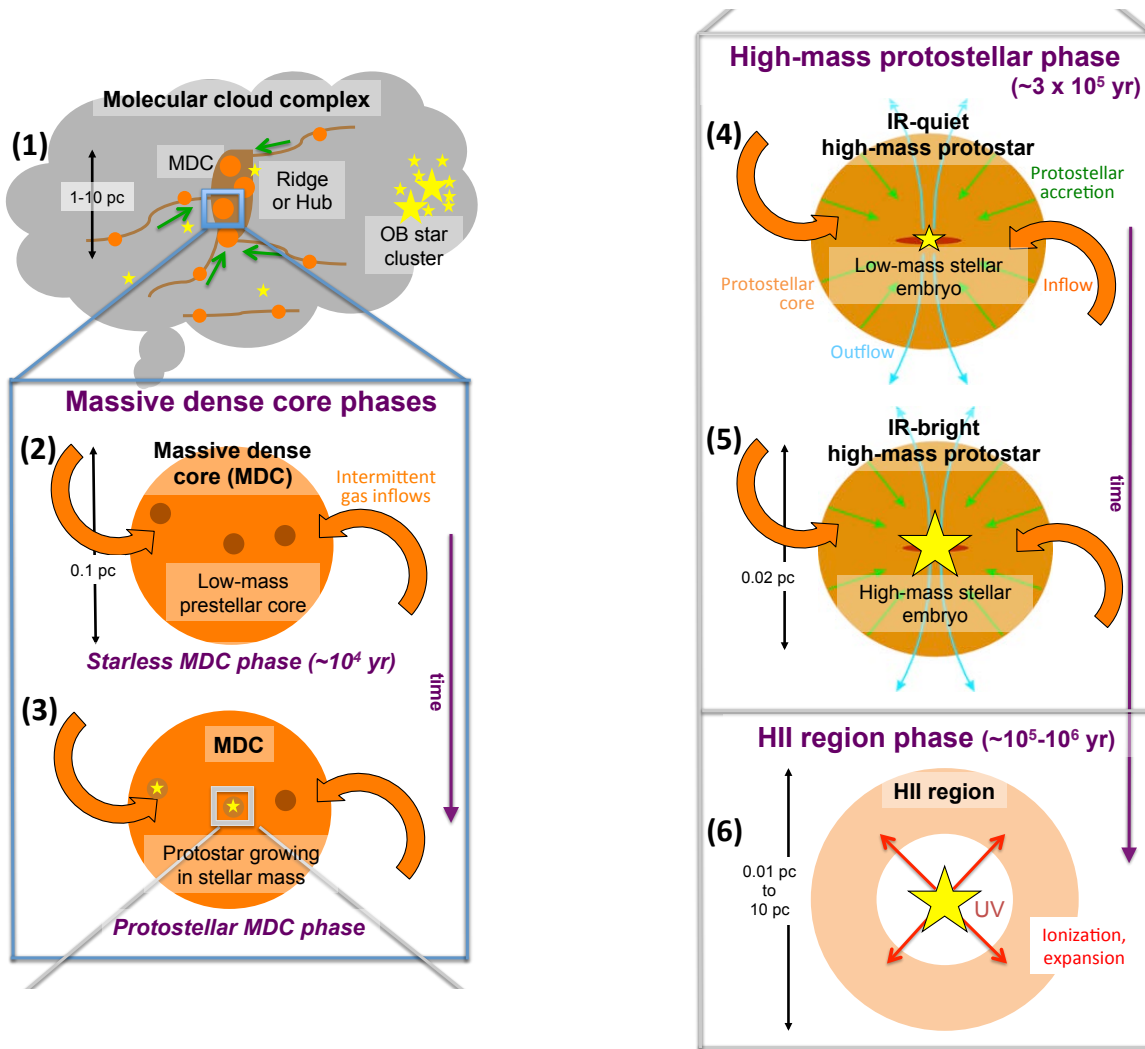 Molecular cloud complex
(1)
MDC
1-10 pc
Ridge
or Hub
OB star
cluster
Massive dense core phases
(2)
Massive dense
core (MDC)
Intermittent
gas inflows
0.1 pc
Low-mass
prestellar core
Starless MDC phase (~10⁴ yr)
time
(3)
MDC
Protostar growing
in stellar mass
Protostellar MDC phase
High-mass protostellar phase
(~3 x 10⁵ yr)
(4)
IR-quiet
high-mass protostar
Protostellar
accretion
Low-mass stellar
embryo
Protostellar
core
Inflow
Outflow
(5)
IR-bright
high-mass protostar
time
0.02 pc
High-mass stellar
embryo
HII region phase (~10⁵-10⁶ yr)
HII region
(6)
0.01 pc
to
10 pc
UV
Ionization,
expansion